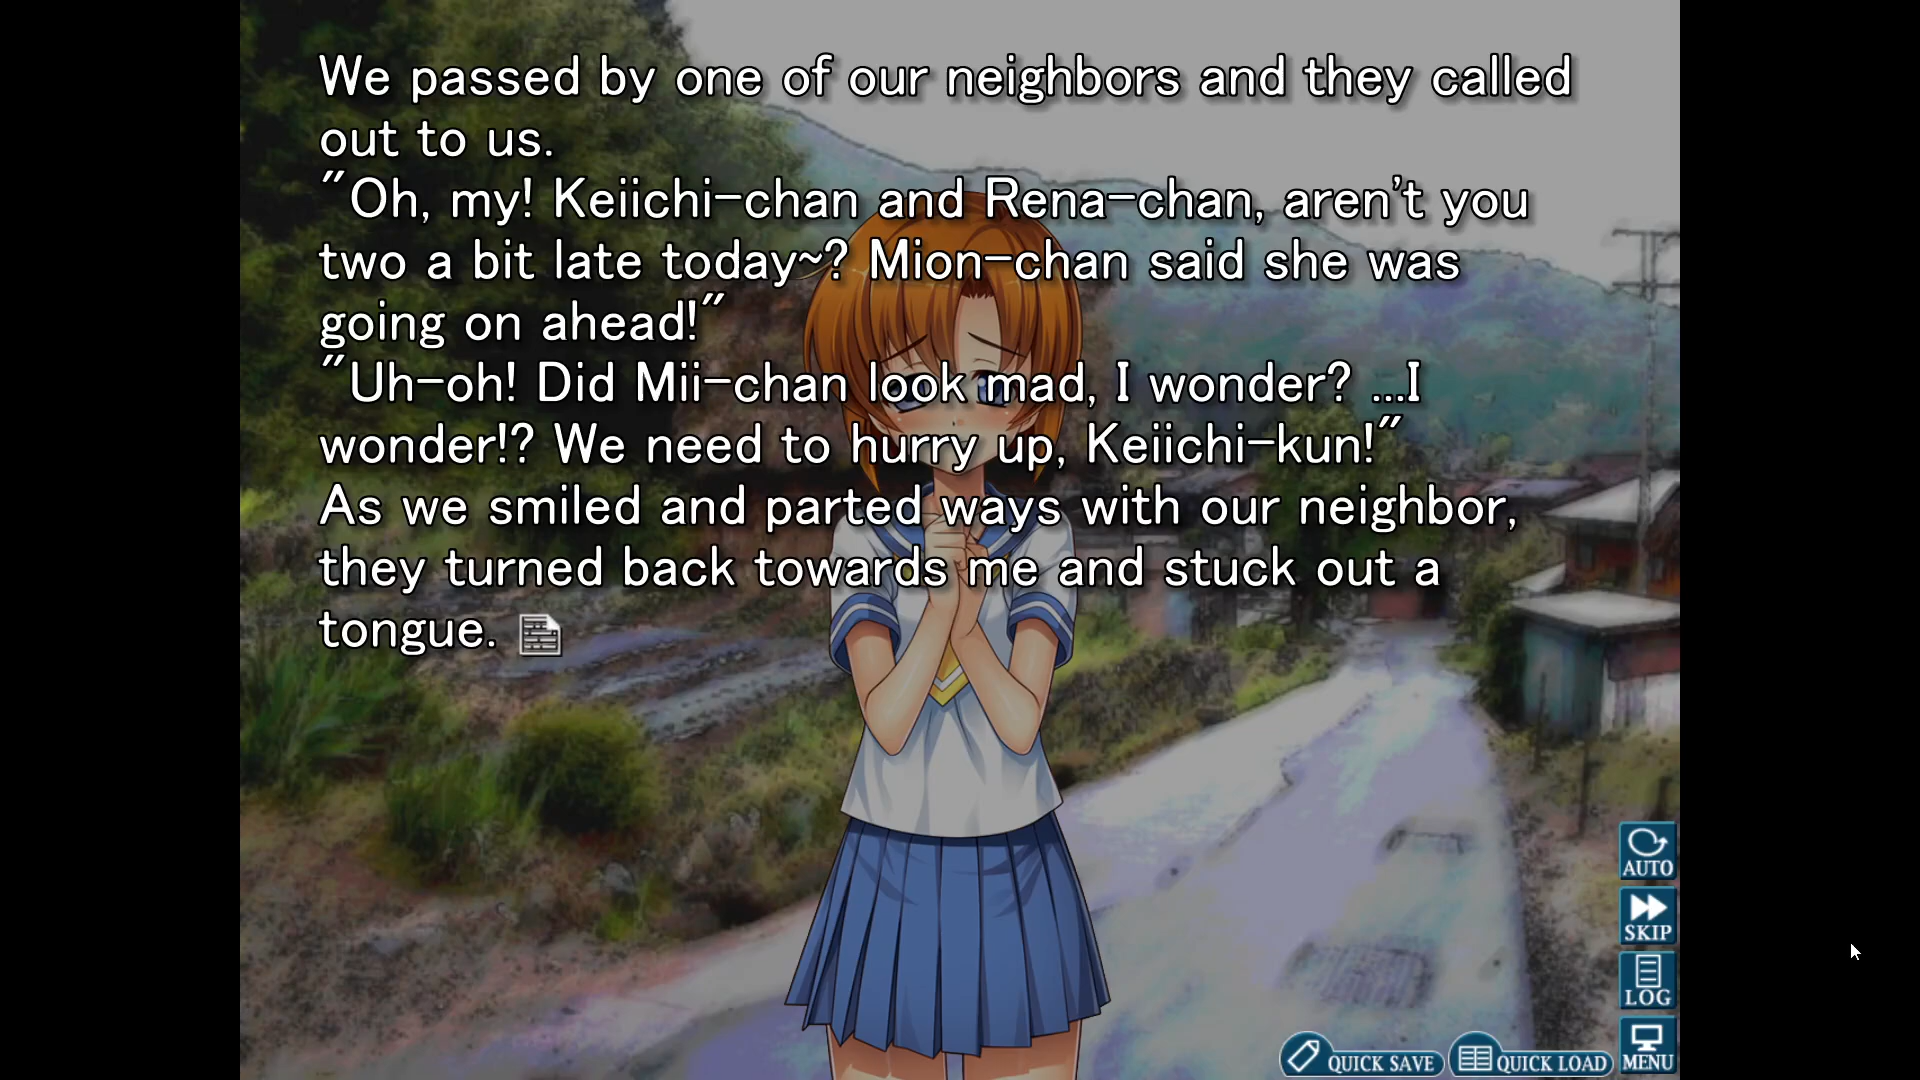 We passed by one of our neighbors and they called
out to us.
"Oh, my! Keiichi-chan and Rena-chan, aren't you
two a bit late today~? Mion-chan said she was
going on ahead!"
"Uh-oh! Did Mii-chan look mad, I wonder? ...I
wonder!? We need to hurry up, Keiichi-kun!"
As we smiled and parted ways with our neighbor,
they turned back towards me and stuck out a
tongue.
AUTO
SKIP
LOG
MENU
QUICK SAVE
QUICK LOAD